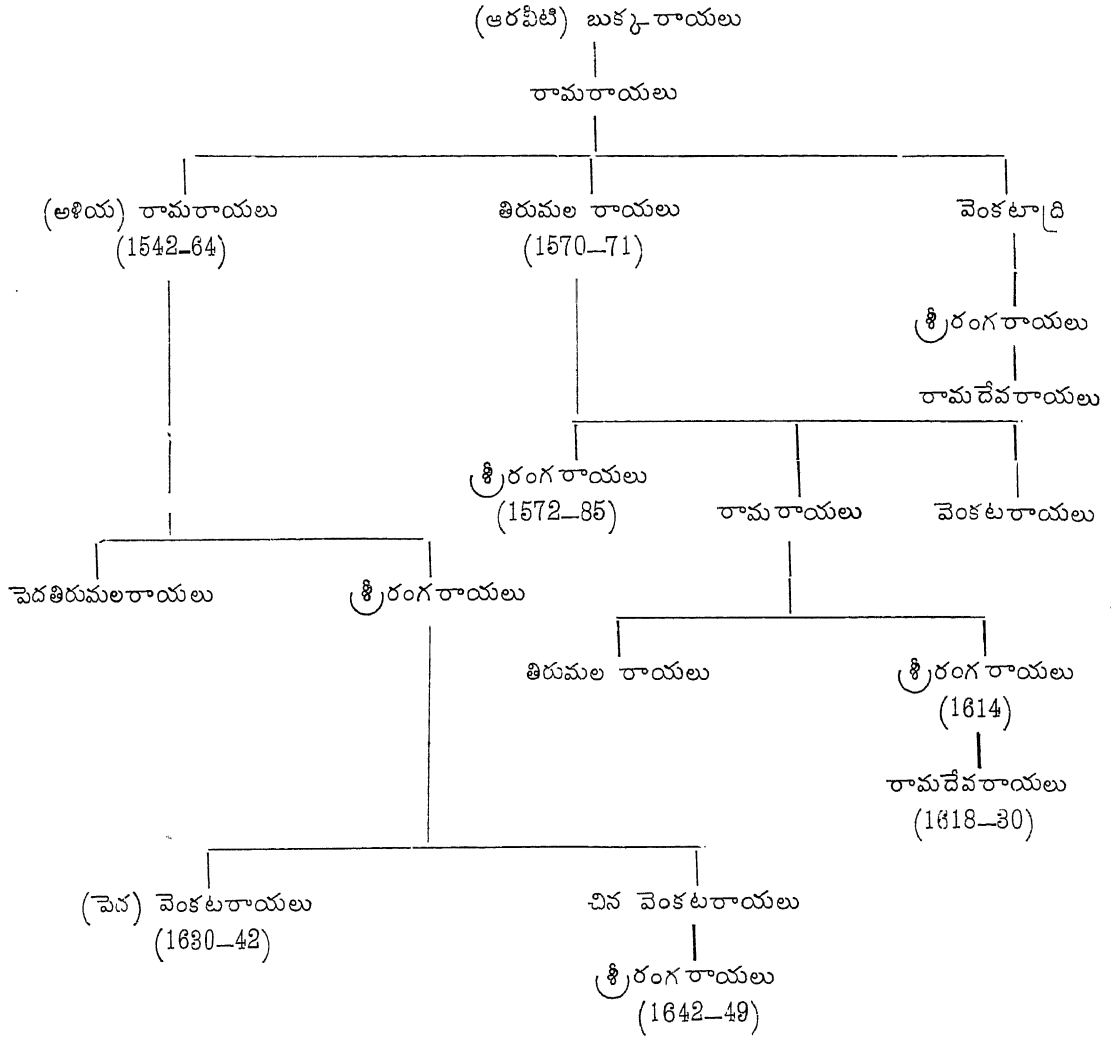 (ఆరవీటి) బుక్క రాయలు
రామరాయలు
(అళియ) రామరాయలు
(1542-64)
తిరుమల రాయలు
(1570-71)
వెంకటాద్రి
శ్రీరంగరాయలు
రామదేవరాయలు
శ్రీరంగరాయలు
(1572-85)
రామరాయలు
వెంకటరాయలు
పెదతిరుమలరాయలు
శ్రీరంగరాయలు
తిరుమల రాయలు
శ్రీరంగరాయలు
(1614)
రామదేవరాయలు
(1618-30)
(పెద) వెంకటరాయలు
(1630-42)
చిన వెంకటరాయలు
శ్రీరంగరాయలు
(1642-49)